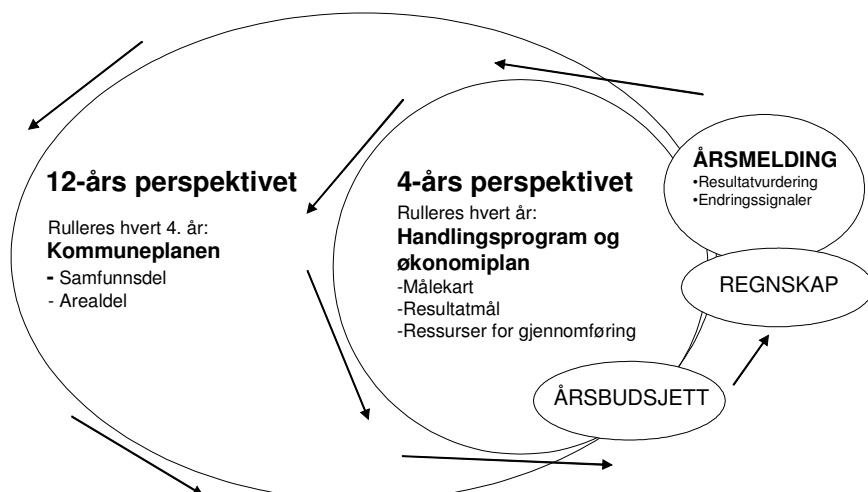 12-års perspektivet
Rulleres hvert 4. år:
Kommuneplanen
- Samfunnsdel
- Arealdel
4-års perspektivet
Rulleres hvert år:
Handlingsprogram og
økonomiplan
-Målekart
-Resultatmål
-Ressurser for gjennomføring
ÅRSMELDING
•Resultatvurdering
•Endringssignaler
REGNSKAP
ÅRSBUDSJETT